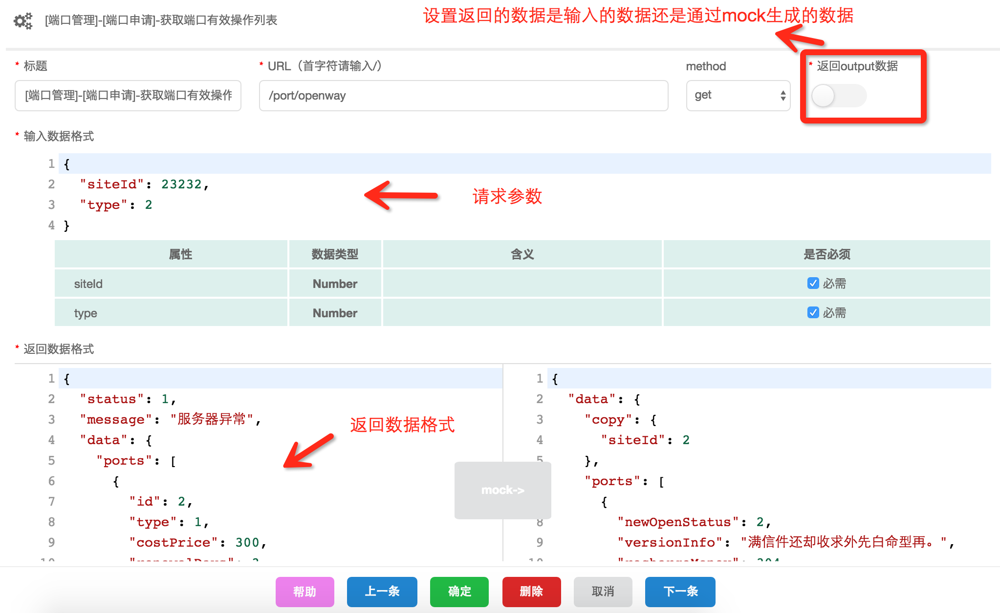 设置返回的数据是输入的数据还是通过mock生成的数据
[端口管理]-[端口申请]-获取端口有效操作列表
* 标题
* URL（首字符请输入/）
method
* 返回output数据
[端口管理]-[端口申请]-获取端口有效操作
/port/openway
get
* 输入数据格式
1 {
2 "siteId": 23232,
3 "type": 2
4 }
请求参数
属性 数据类型 含义 是否必须
siteId Number 必需
type Number 必需
* 返回数据格式
1 {
2 "status": 1,
3 "message": "服务器异常",
4 "data": {
5 "ports": [
6 {
7 "id": 2,
8 "type": 1,
9 "costPrice": 300,
返回数据格式
mock->
1 {
2 "data": {
3 "copy": {
4 "siteId": 2
5 },
"ports": [
{
8 "newOpenStatus": 2,
9 "versionInfo": "满信件还却收求外先白命型再。",
帮助 上一条 确定 删除 取消 下一条